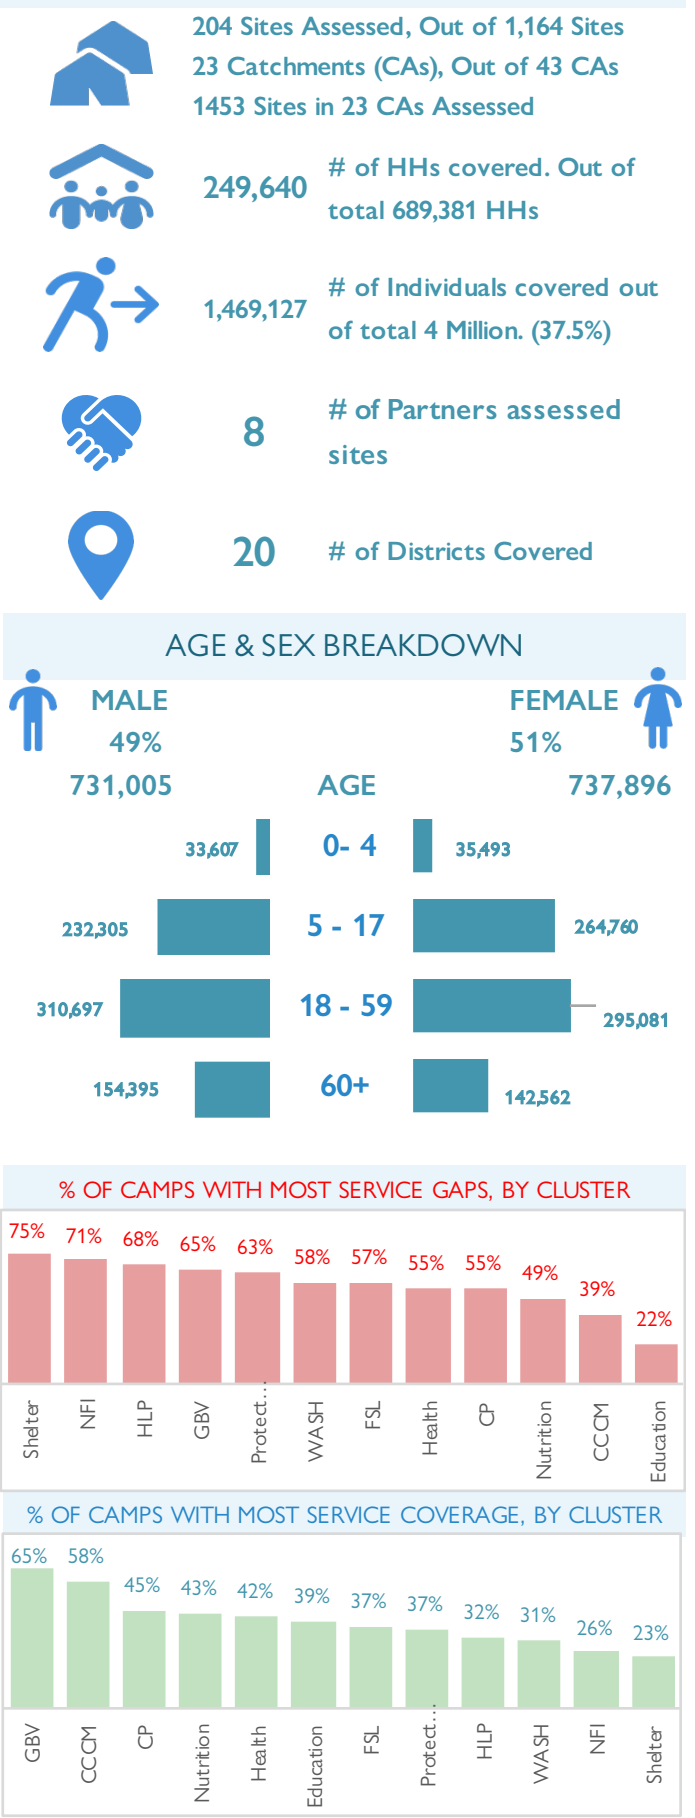 204 Sites Assessed, Out of 1,164 Sites
23 Catchments (CAs), Out of 43 CAs
1453 Sites in 23 CAs Assessed
249,640
# of HHs covered. Out of
total 689,381 HHs
1,469,127
# of Individuals covered out
of total 4 Million. (37.5%)
8
# of Partners assessed
sites
20
# of Districts Covered
AGE & SEX BREAKDOWN
MALE
FEMALE
49%
51%
731,005
AGE
737,896
33,607
0- 4
35,493
232,305
5 - 17
264,760
310,697
18 - 59
295,081
154,395
60+
142,562
% OF CAMPS WITH MOST SERVICE GAPS, BY CLUSTER
75% 71% 68% 65% 63% 58% 57% 55% 55% 49% 39% 22%
Shelter NFI HLP GBV Protect... WASH FSL Health CP Nutrition CCCM Education
% OF CAMPS WITH MOST SERVICE COVERAGE, BY CLUSTER
65% 58% 45% 43% 42% 39% 37% 37% 32% 31% 26% 23%
GBV CCCM CP Nutrition Health Education FSL Protect... HLP WASH NFI Shelter